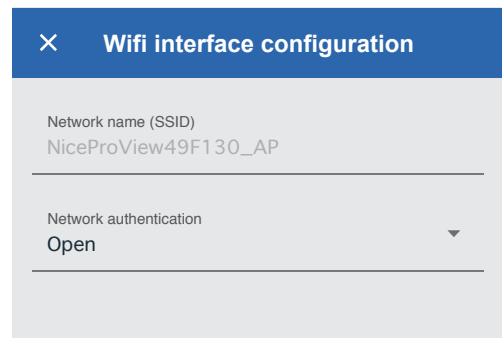 Wifi interface configuration
Network name (SSID)
NiceProView49F130_AP
Network authentication
Open